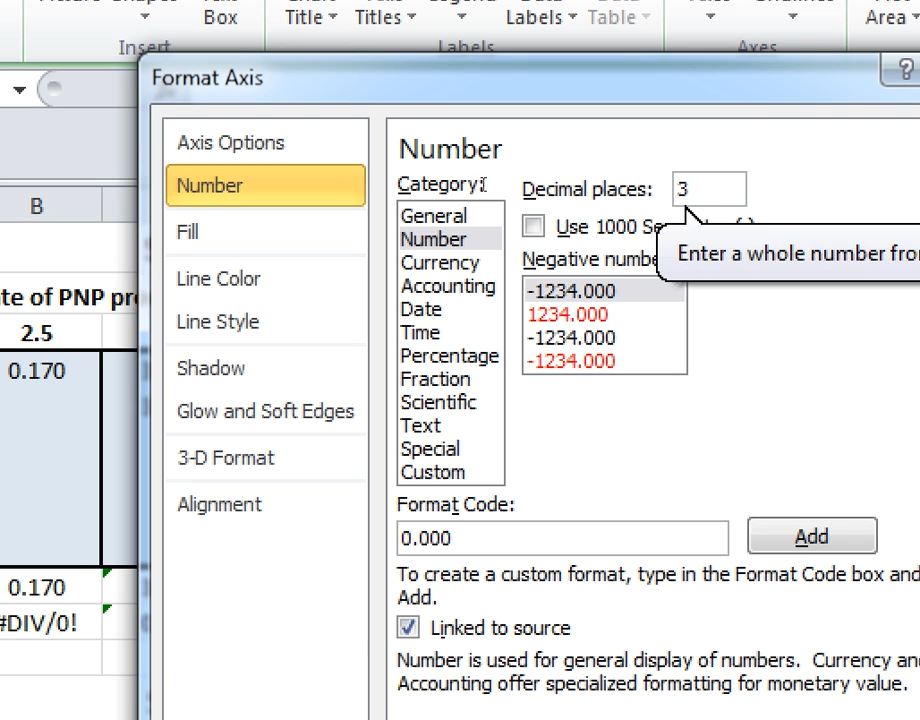 Box
Title
Titles
Labels
Table
Area
Insert
Labels
Axes
Format Axis
?
Axis Options
Number
Fill
Line Color
Line Style
Shadow
Glow and Soft Edges
3-D Format
Alignment
Number
Category:
General
Number
Currency
Accounting
Date
Time
Percentage
Fraction
Scientific
Text
Special
Custom
Decimal places: 3
Use 1000 Se
Enter a whole number fro
Negative numbe
-1234.000
1234.000
-1234.000
-1234.000
Format Code:
0.000
Add
To create a custom format, type in the Format Code box and
Add.
Linked to source
Number is used for general display of numbers. Currency an
Accounting offer specialized formatting for monetary value.
B
te of PNP pr
2.5
0.170
0.170
#DIV/0!